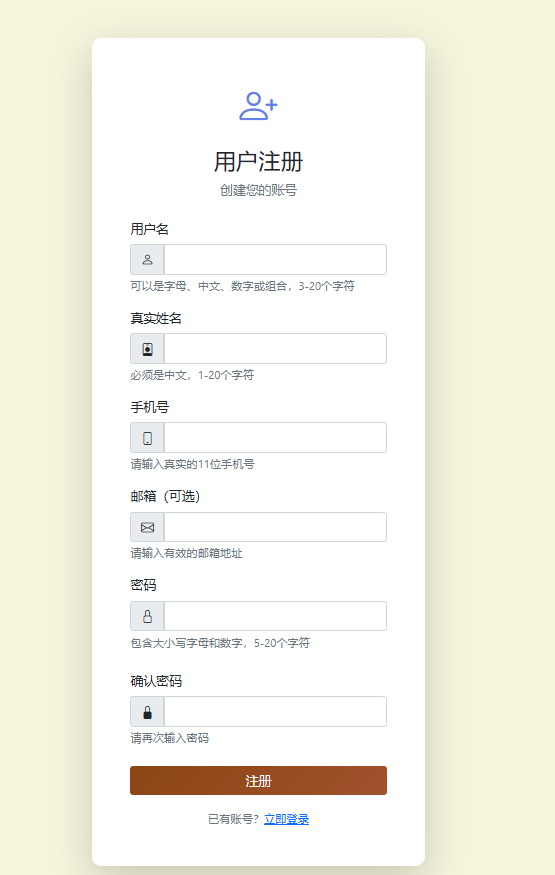 用户注册
创建您的账号
用户名
可以是字母、中文、数字或组合，3-20个字符
真实姓名
必须是中文，1-20个字符
手机号
请输入真实的11位手机号
邮箱（可选）
请输入有效的邮箱地址
密码
包含大小写字母和数字，5-20个字符
确认密码
请再次输入密码
注册
已有账号？立即登录